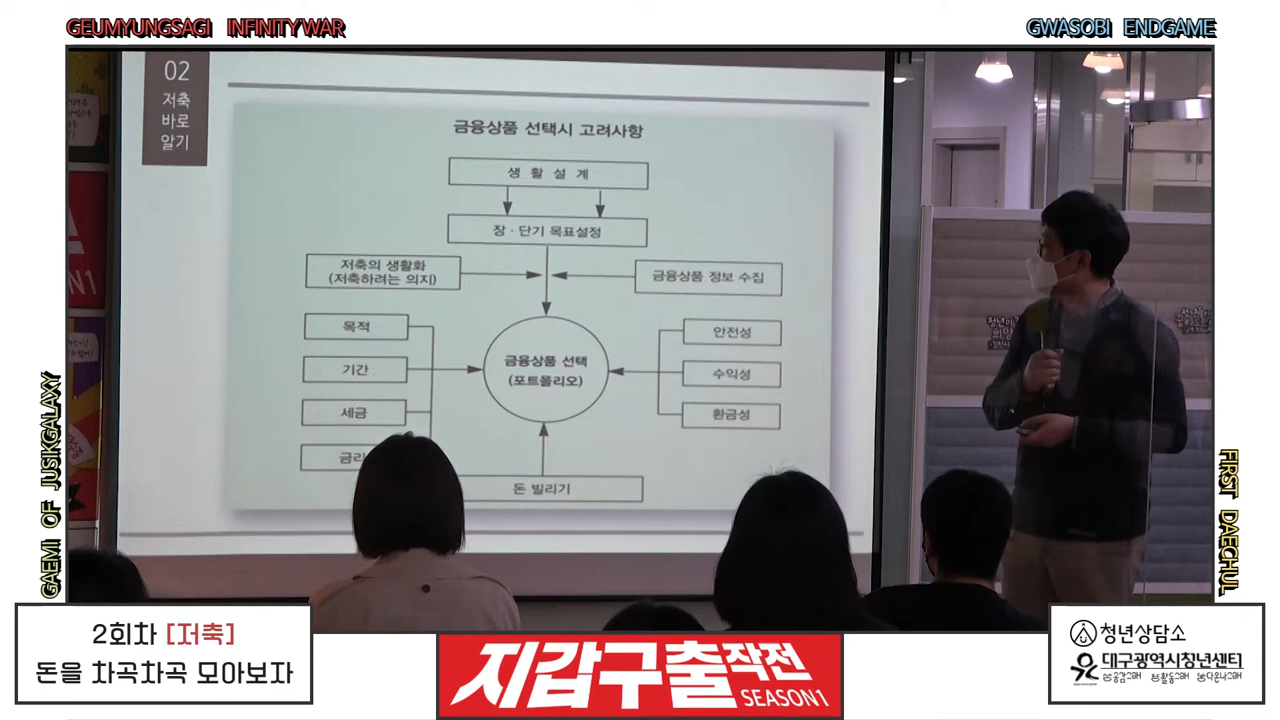 GEUMYUNGSAGI INFINITY WAR
GWASOBI ENDGAME
02
저축
바로
알기
금융상품 선택시 고려사항
생 활 설 계
장 · 단기 목표설정
저축의 생활화
(저축하려는 의지)
금융상품 정보 수집
목적
기간
세금
금리
금융상품 선택
(포트폴리오)
안전성
수익성
환금성
돈 빌리기
GAEMI OF JUSIKGALAXY
FIRST DAECHUL
SON1
2회차 [저축]
돈을 차곡차곡 모아보자
지갑구출작전
SEASON1
청년상담소
대구광역시청년센터